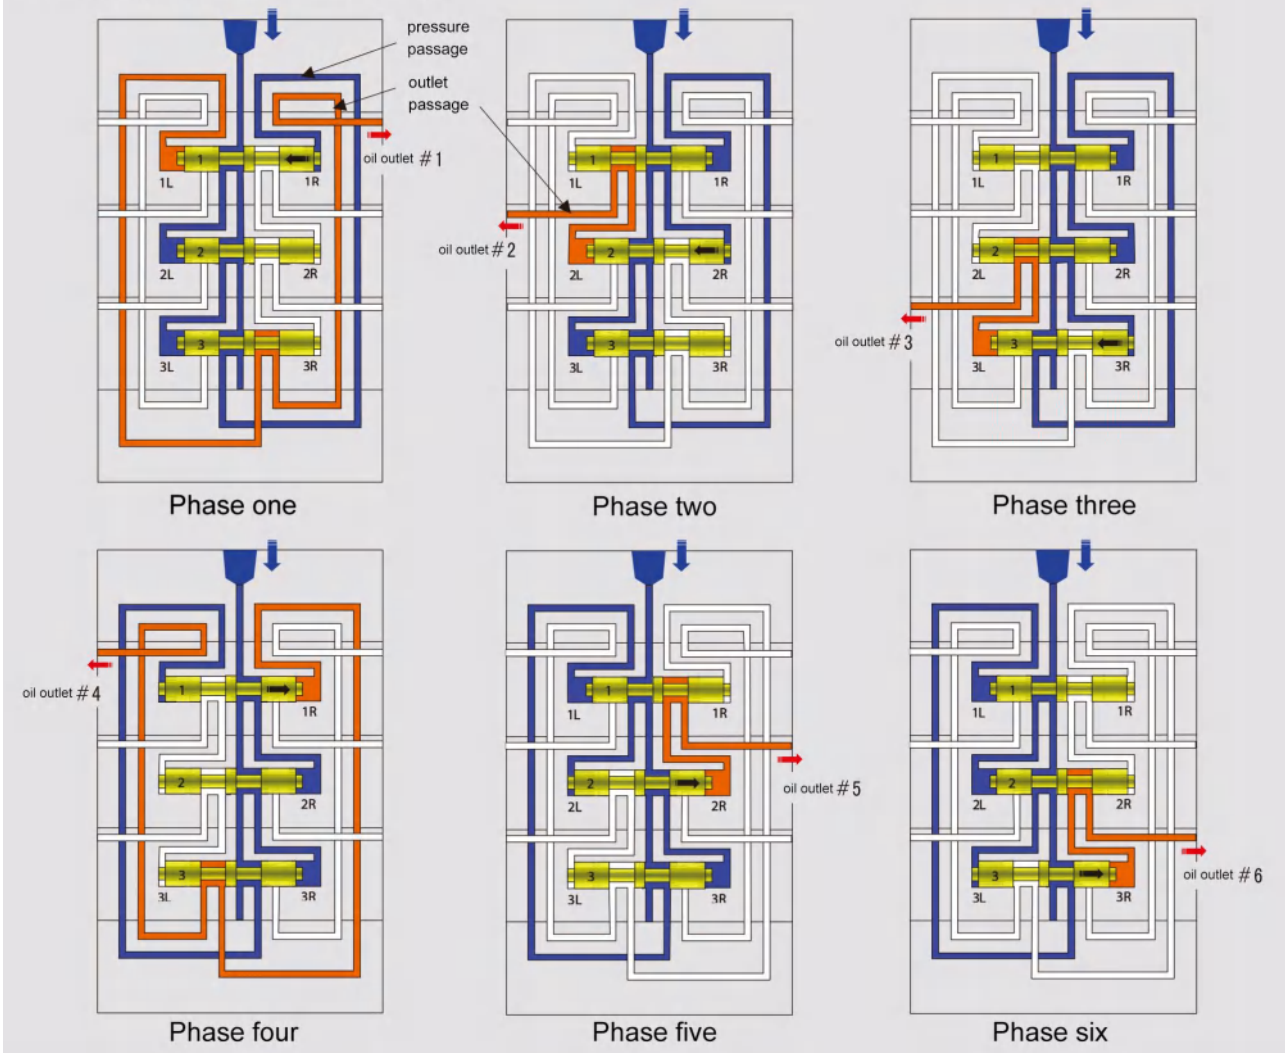 pressure
passage
outlet
passage
oil outlet #1
1
1L
1R
2
2L
2R
3
3L
3R
Phase one
oil outlet #2
1
1L
1R
2
2L
2R
3
3L
3R
Phase two
oil outlet #3
1
1L
1R
2
2L
2R
3
3L
3R
Phase three
oil outlet #4
1
1R
2
2R
3
3L
3R
Phase four
oil outlet #5
1
1L
1R
2
2L
2R
3
3L
3R
Phase five
oil outlet #6
1
1L
1R
2
2L
2R
3
3L
3R
Phase six